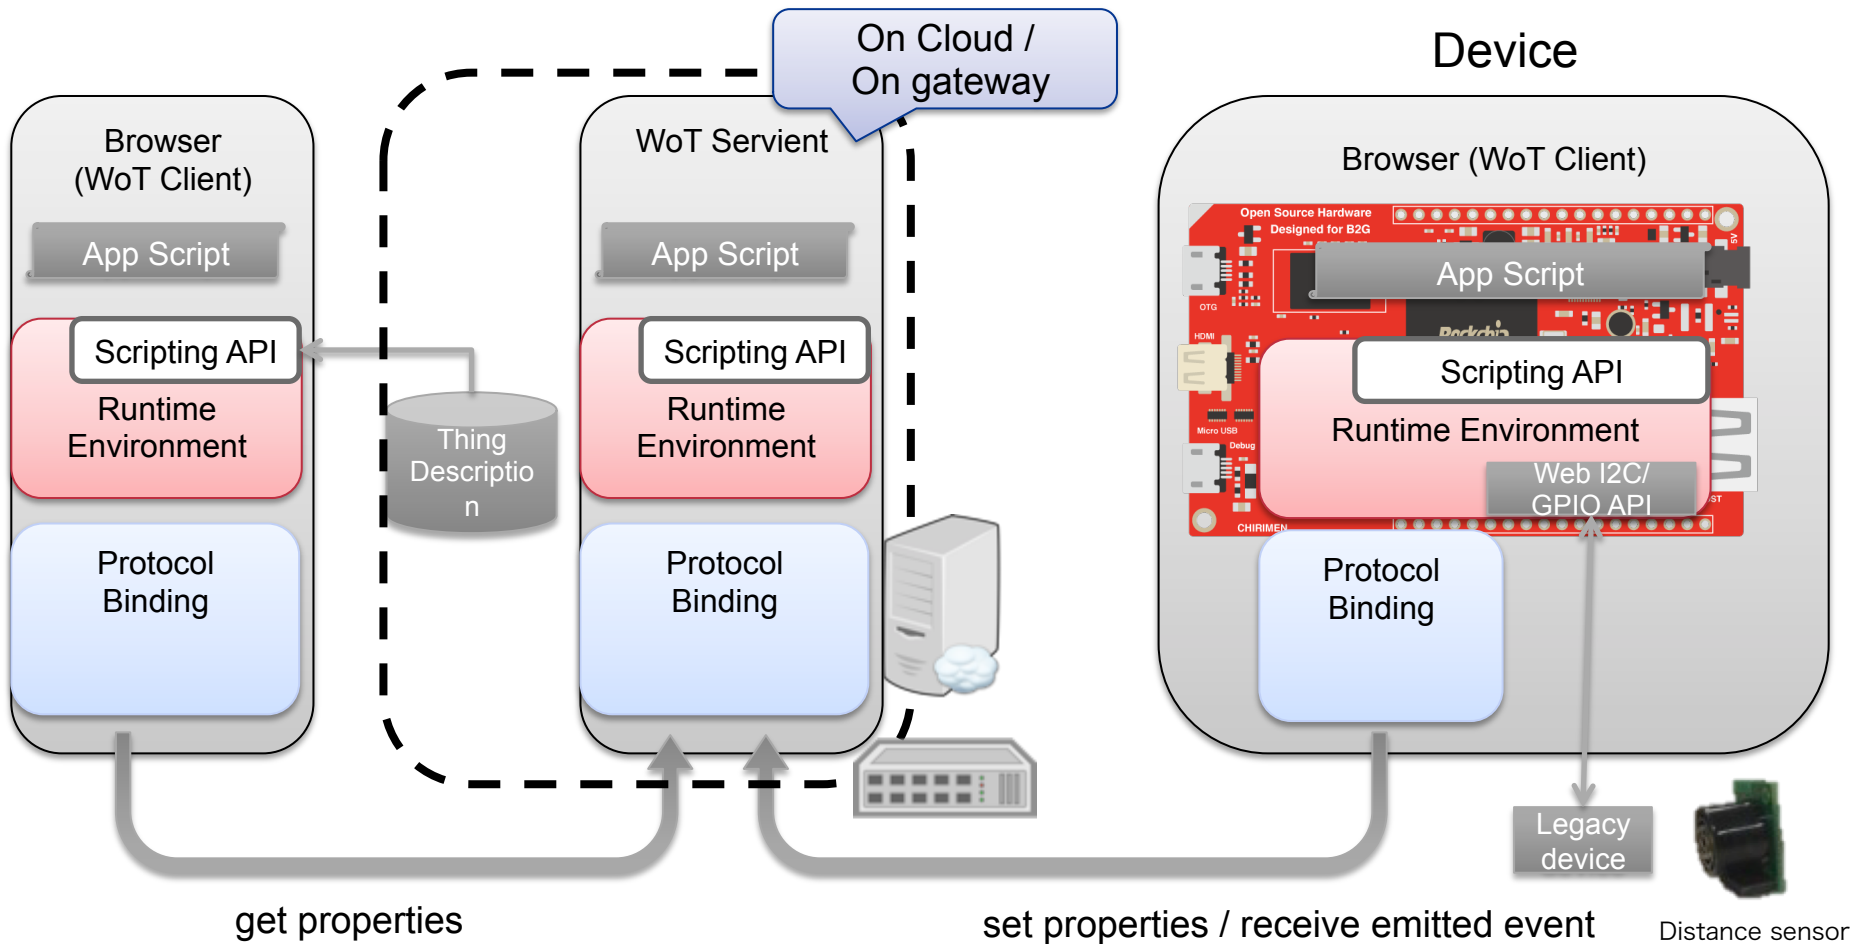 On Cloud /
On gateway
Device
Browser
(WoT Client)
App Script
Scripting API
Runtime
Environment
Protocol
Binding
Thing
Descriptio
n
WoT Servient
App Script
Scripting API
Runtime
Environment
Protocol
Binding
Browser (WoT Client)
Open Source Hardware
Designed for B2G
5V
OTG
App Script
Rockchip
HDMI
Scripting API
Runtime Environment
Micro USB
Debug
Web I2C/
GPIO API
CHIRIMEN
Protocol
Binding
Legacy
device
get properties
set properties / receive emitted event
Distance sensor